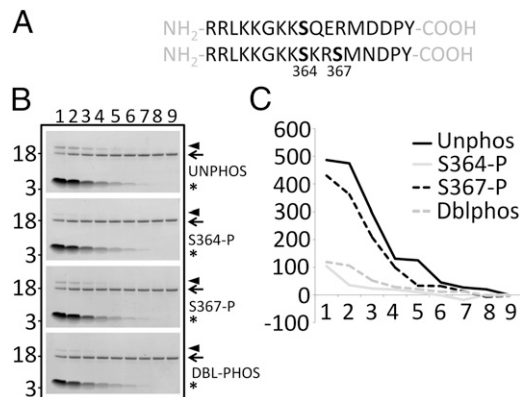 A
NH2-RRLKKGKKSQERMDDPY-COOH
NH2-RRLKKGKKSKRSMNDPY-COOH
364 367
B
1 2 3 4 5 6 7 8 9
18
3
UNPHOS
*
18
3
S364-P
*
18
3
S367-P
*
18
3
DBL-PHOS
*
C
600
500
400
300
200
100
0
-100
Unphos
S364-P
S367-P
Dblphos
1 2 3 4 5 6 7 8 9